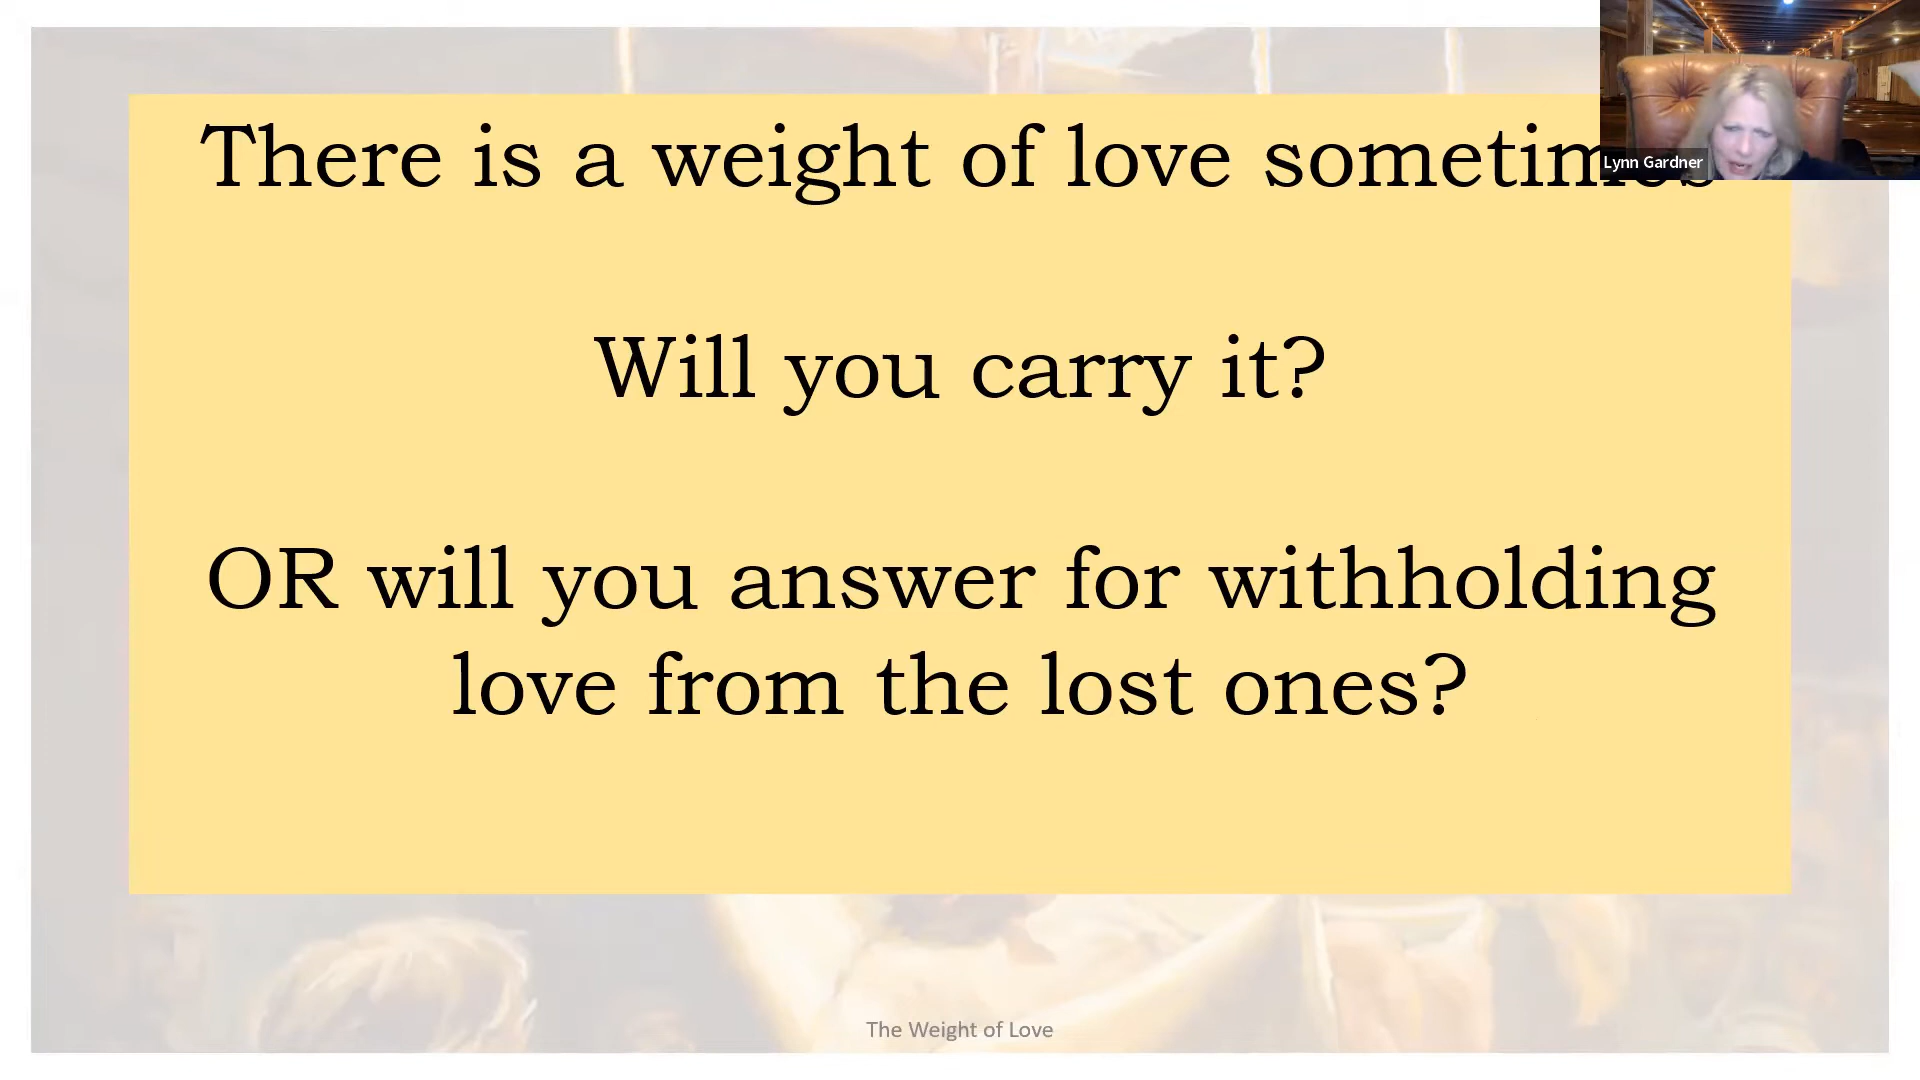 There is a weight of love sometimes
Lynn Gardner
Will you carry it?
OR will you answer for withholding
love from the lost ones?
The Weight of Love